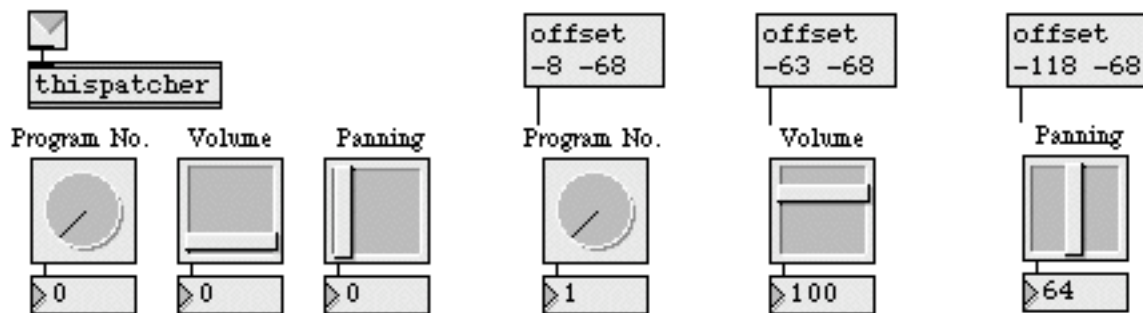 offset
-8 -68
offset
-63 -68
offset
-118 -68
thispatcher
Program No.
Volume
Panning
Program No.
Volume
Panning
0
0
0
1
100
64